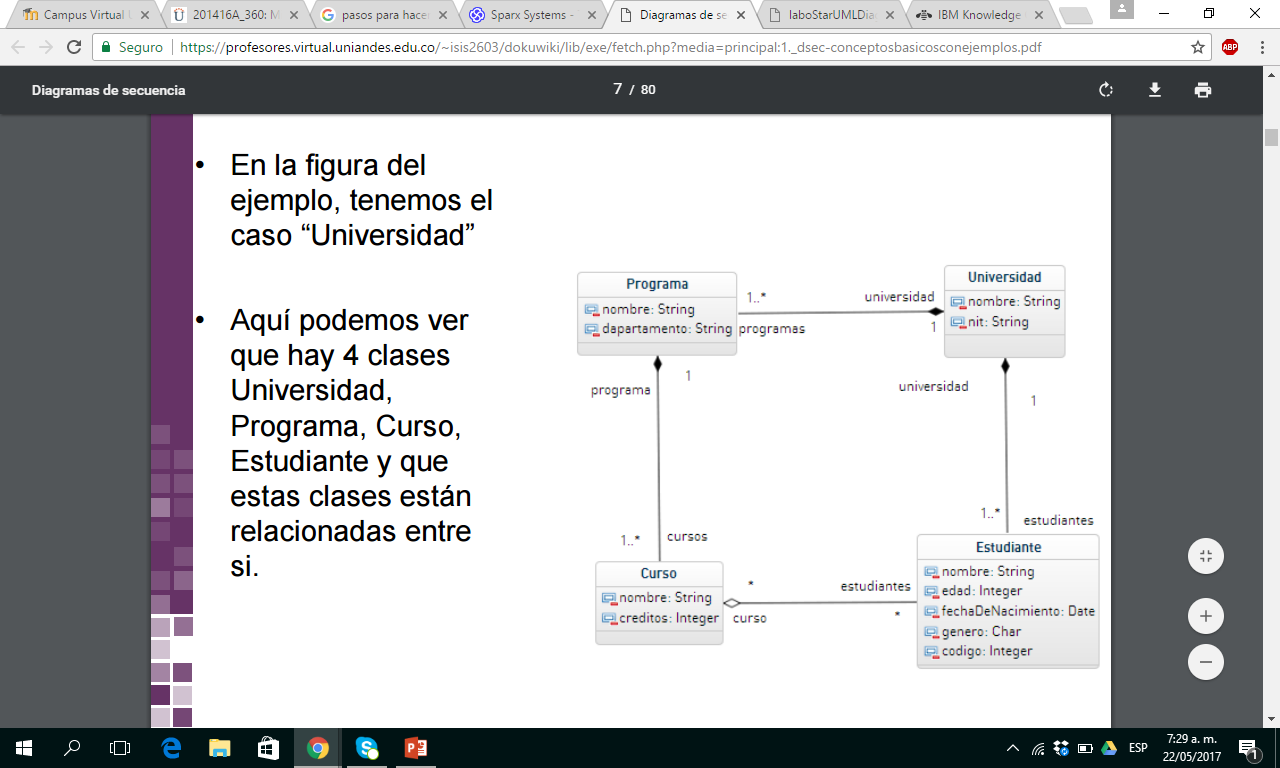 Campus Virtual U
201416A_360: M
pasos para hacer
Sparx Systems -
Diagramas de se
laboStarUMLDia
IBM Knowledge
Seguro
https://profesores.virtual.uniandes.edu.co/~isis2603/dokuwiki/lib/exe/fetch.php?media=principal:1._dsec-conceptosbasicosconejemplos.pdf
ABP
Diagramas de secuencia
7 / 80
• En la figura del
ejemplo, tenemos el
caso “Universidad”
• Aquí podemos ver
que hay 4 clases
Universidad,
Programa, Curso,
Estudiante y que
estas clases están
relacionadas entre
si.
Programa
nombre: String
dapartamento: String
1..*
programas
universidad
1
Universidad
nombre: String
nit: String
programa
1
universidad
1
1..*
cursos
1..*
estudiantes
Curso
nombre: String
creditos: Integer
*
curso
estudiantes
*
Estudiante
nombre: String
edad: Integer
fechaDeNacimiento: Date
genero: Char
codigo: Integer
ESP
7:29 a. m.
22/05/2017
1